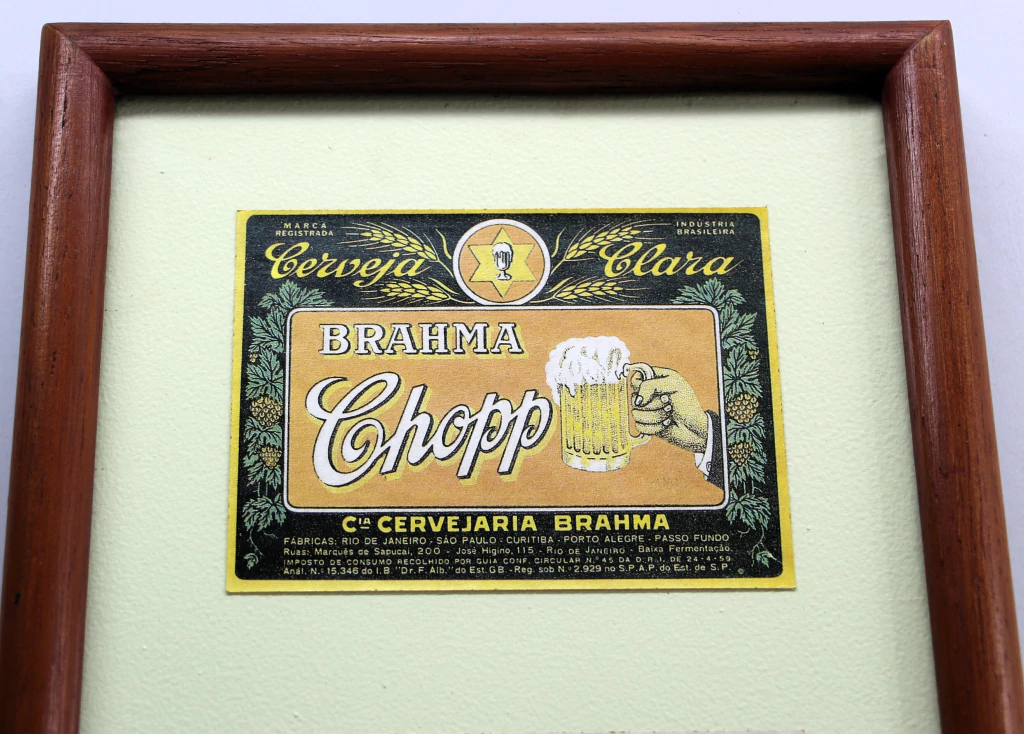 MARCA
REGISTRADA
INDUSTRIA
BRASILEIRA
Cerveja Clara
BRAHMA
Chopp
CIA CERVEJARIA BRAHMA
FÁBRICAS: RIO DE JANEIRO - SÃO PAULO - CURITIBA - PORTO ALEGRE - PASSO FUNDO
Ruas: Marquês de Sapucai, 200 - José Higino, 115 - RIO DE JANEIRO - Baixa Fermentação.
IMPOSTO DE CONSUMO RECOLHIDO POR GUIA CONF. CIRCULAR N.º 45 DA D.R.I. DE 24-4-59
Anál. N.º 15.346 do I.B. "Dr. F. Alb." do Est. GB. - Reg. sob N.º 2.929 no S.P.A.P. do Est. de S.P.